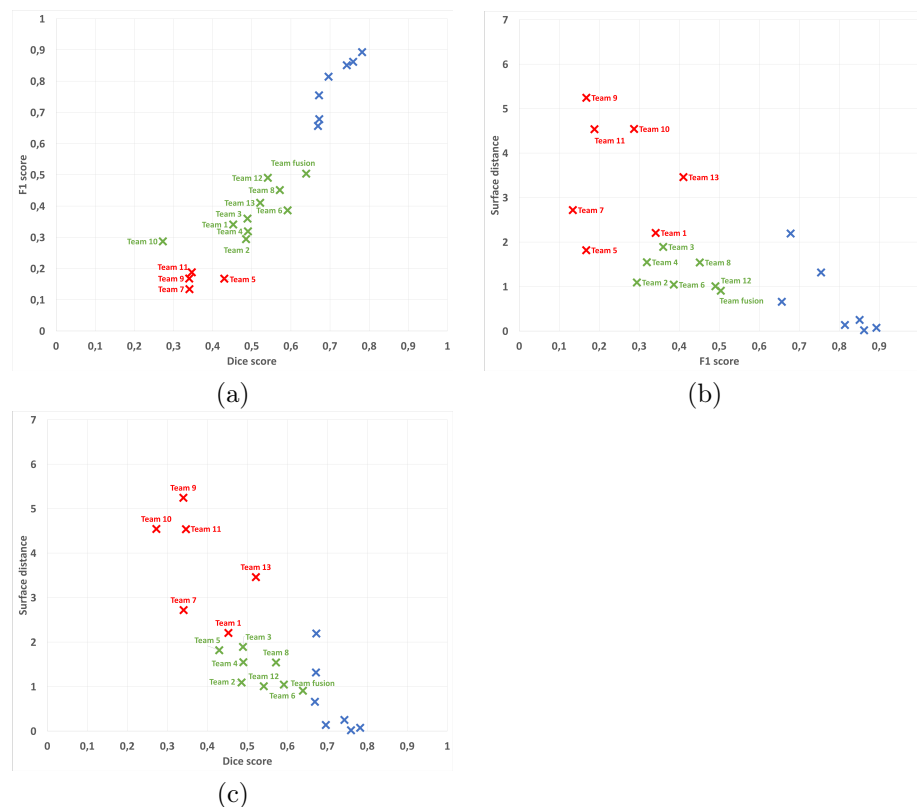 1
0,9
0,8
0,7
0,6
0,5
0,4
0,3
0,2
0,1
0
F1 score
Team fusion
Team 12
Team 8
Team 13
Team 6
Team 3
Team 1
Team 4
Team 10
Team 2
Team 11
Team 9
Team 5
Team 7
0 0,1 0,2 0,3 0,4 0,5 0,6 0,7 0,8 0,9 1
Dice score
(a)
7
6
5
4
3
2
1
0
Surface distance
Team 9
Team 10
Team 11
Team 13
Team 7
Team 1
Team 3
Team 5
Team 4
Team 8
Team 2
Team 6
Team 12
Team fusion
0 0,1 0,2 0,3 0,4 0,5 0,6 0,7 0,8 0,9
F1 score
(b)
7
6
5
4
3
2
1
0
Surface distance
Team 9
Team 10
Team 11
Team 13
Team 7
Team 1
Team 5
Team 3
Team 4
Team 8
Team 12
Team 2
Team fusion
Team 6
0 0,1 0,2 0,3 0,4 0,5 0,6 0,7 0,8 0,9 1
Dice score
(c)